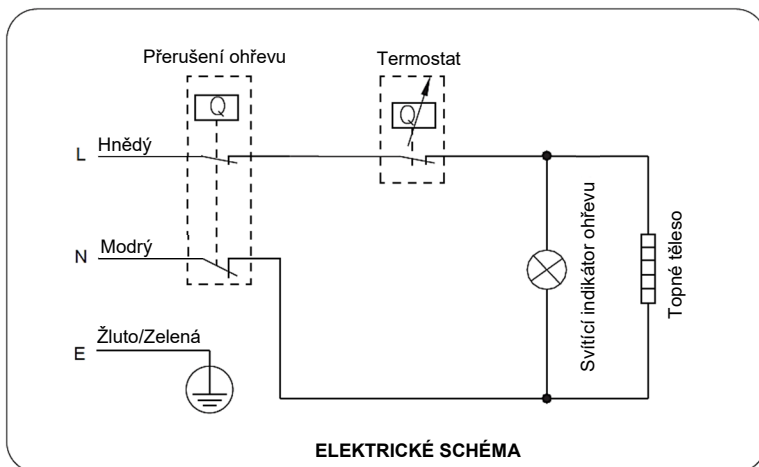 Přerušení ohřevu
Termostat
Q
Q
L
Hnědý
N
Modrý
E
Žluto/Zelená
Svítící indikátor ohřevu
Topné těleso
ELEKTRICKÉ SCHÉMA